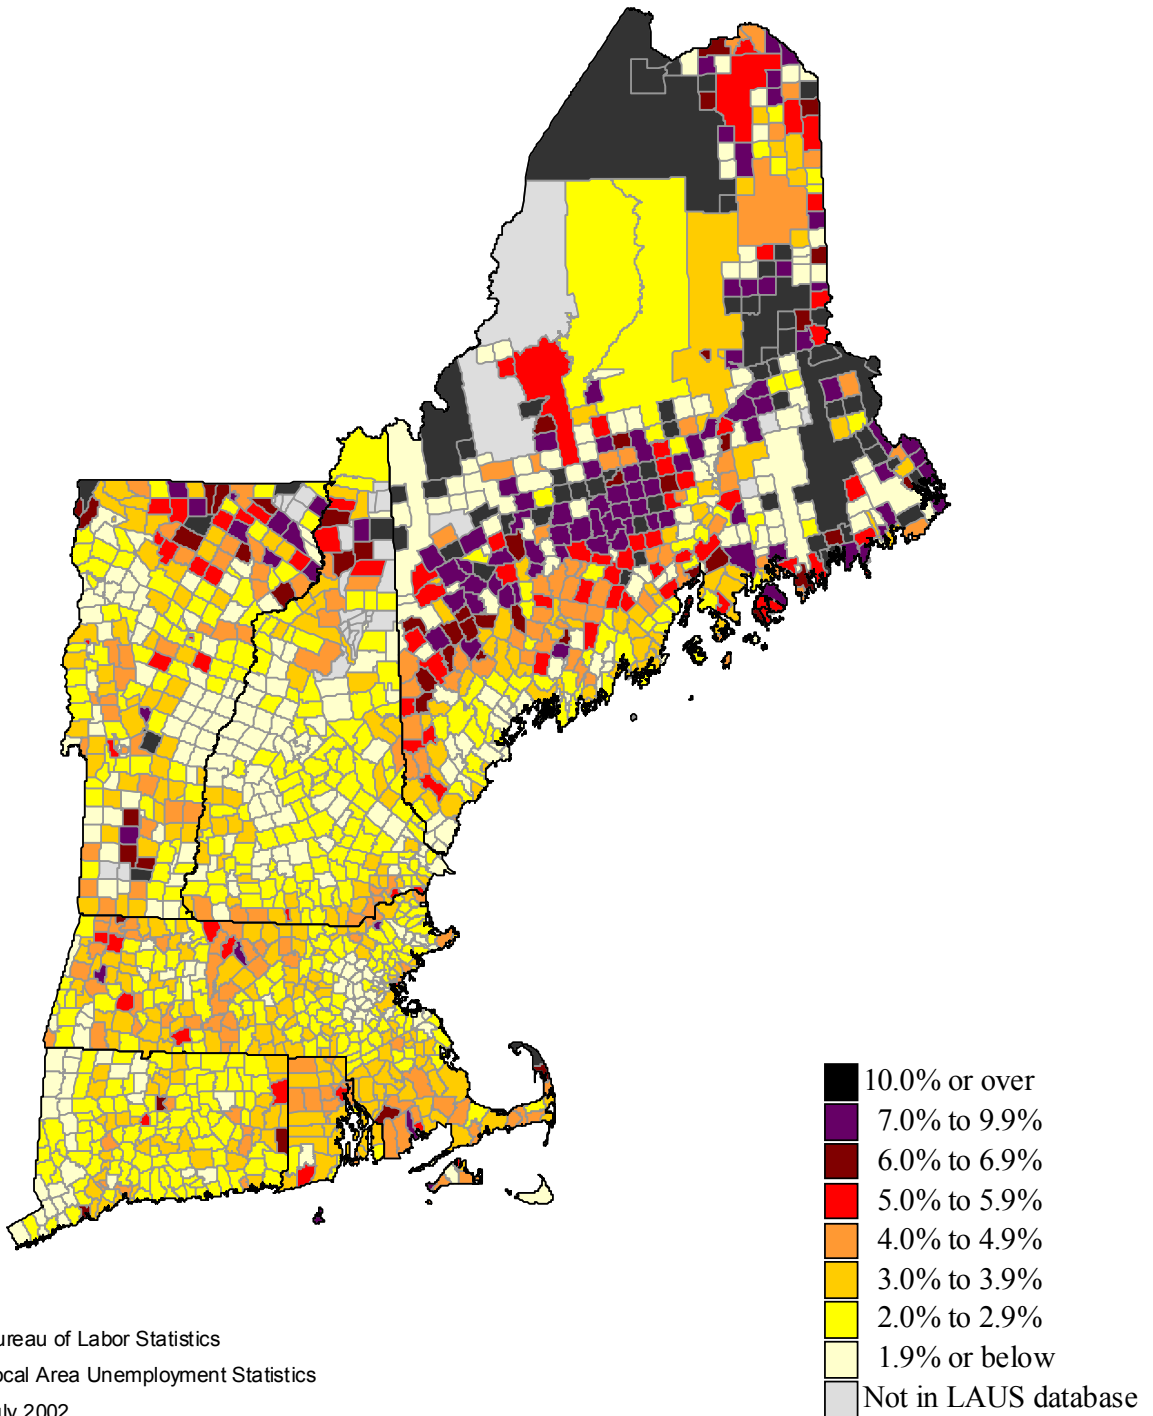 10.0% or over
7.0% to 9.9%
6.0% to 6.9%
5.0% to 5.9%
4.0% to 4.9%
3.0% to 3.9%
2.0% to 2.9%
1.9% or below
Not in LAUS database
ureau of Labor Statistics
ocal Area Unemployment Statistics
uly 2002